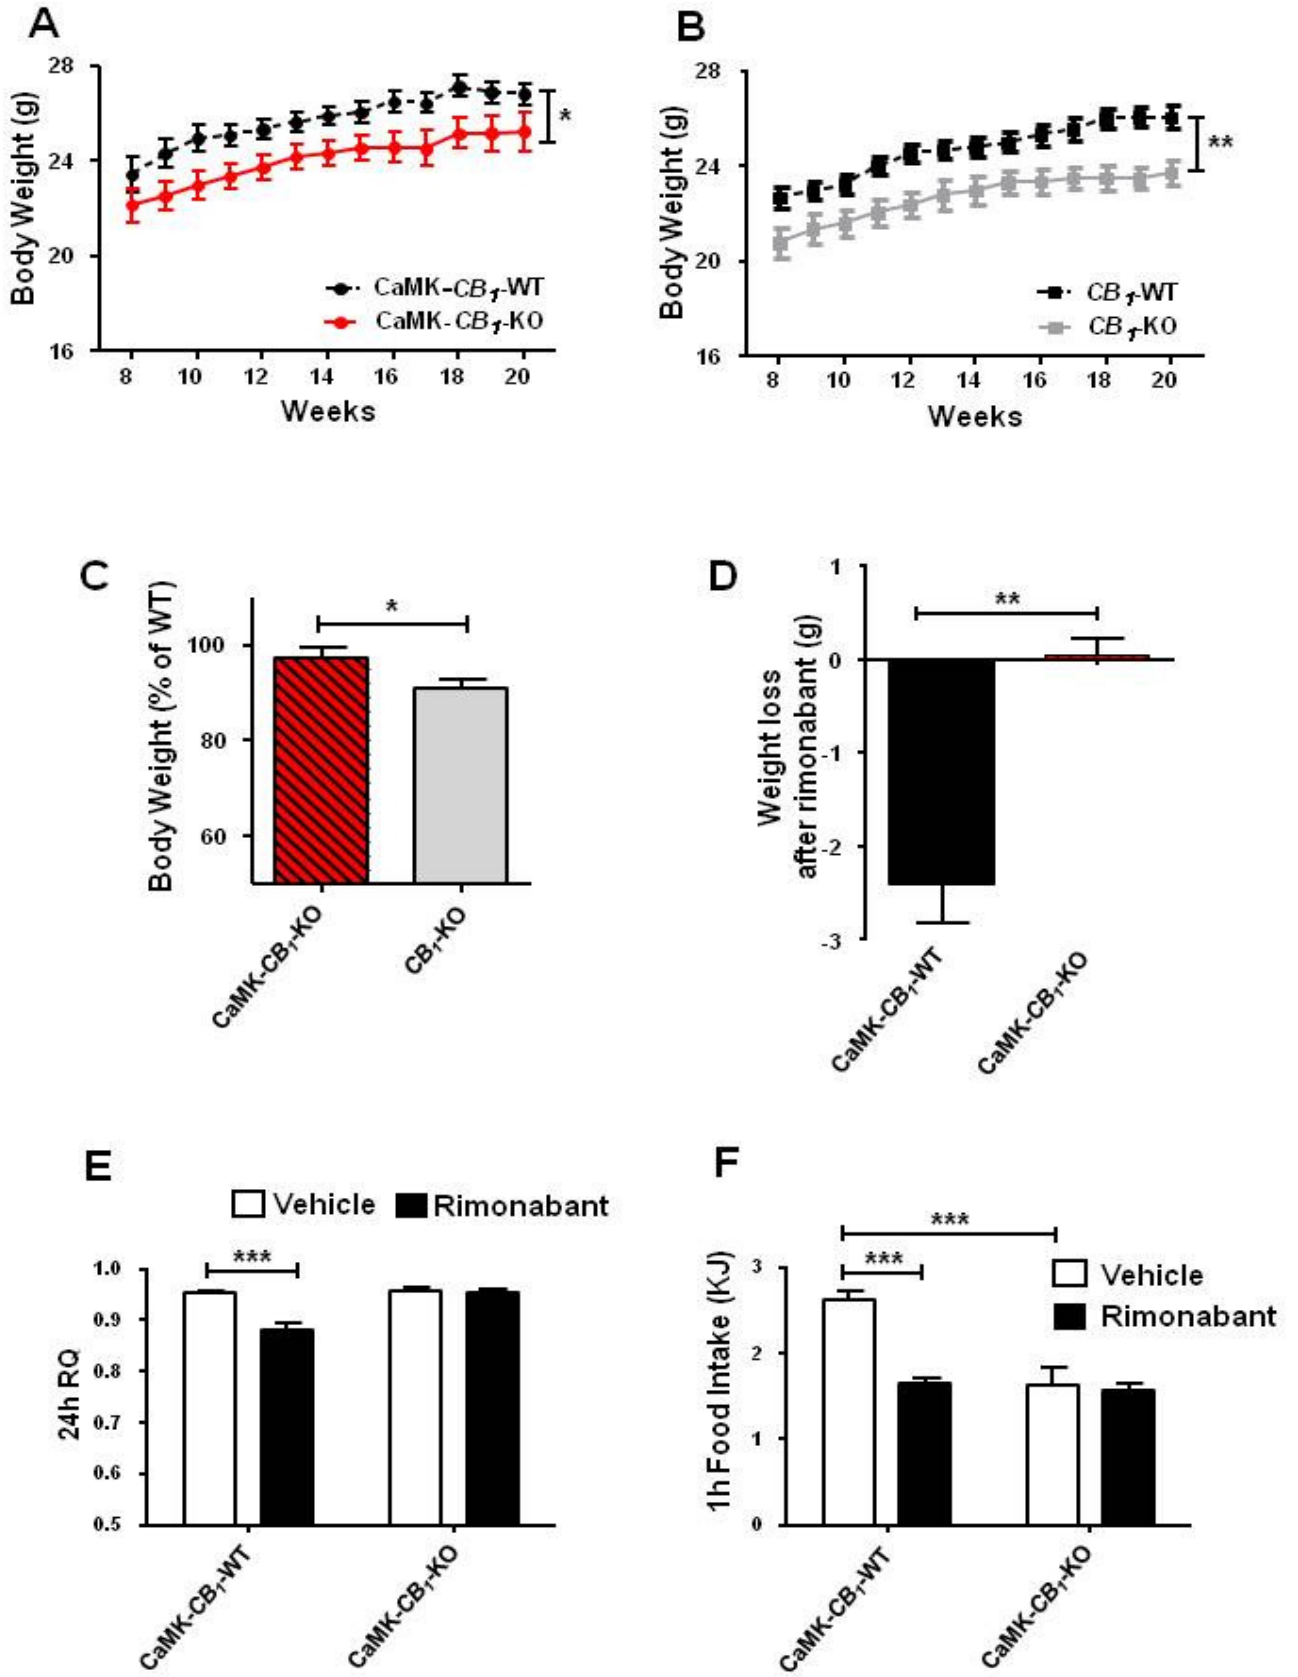 A
Body Weight (g)
28
24
20
16
*
CaMK-CB1-WT
CaMK-CB1-KO
8 10 12 14 16 18 20
Weeks
B
Body Weight (g)
28
24
20
16
**
CB1-WT
CB1-KO
8 10 12 14 16 18 20
Weeks
C
Body Weight (% of WT)
100
80
60
*
CaMK-CB1-KO
CB1-KO
D
Weight loss
after rimonabant (g)
1
0
-1
-2
-3
**
CaMK-CB1-WT
CaMK-CB1-KO
E
Vehicle Rimonabant
24h RQ
1.0
0.9
0.8
0.7
0.6
0.5
***
CaMK-CB1-WT
CaMK-CB1-KO
F
1h Food Intake (KJ)
3
2
1
0
***
***
Vehicle
Rimonabant
CaMK-CB1-WT
CaMK-CB1-KO